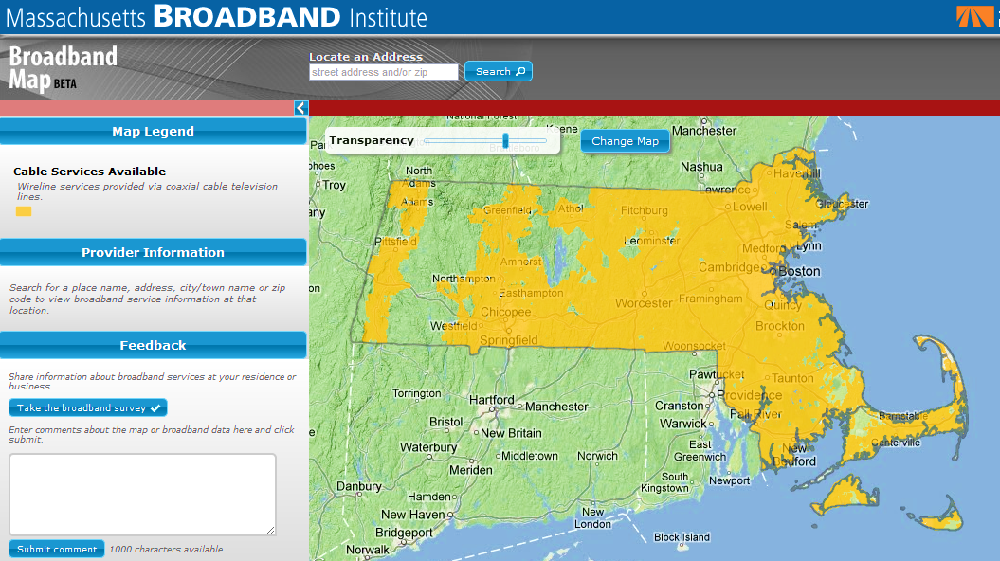 Massachusetts BROADBAND Institute
Broadband
Map BETA
Locate an Address
street address and/or zip
Search
Map Legend
Cable Services Available
Wireline services provided via coaxial cable television
lines.
Provider Information
Search for a place name, address, city/town name or zip
code to view broadband service information at that
location.
Feedback
Share information about broadband services at your residence or
business.
Take the broadband survey
Enter comments about the map or broadband data here and click
submit.
Submit comment
1000 characters available
Transparency
Change Map
National Forest
Keene
Brattleboro
Manchester
Nashua
Troy
North
Adams
Adams
Lawrence
Haverhill
Lowell
Gloucester
Greenfield
Athol
Fitchburg
Salem
Pittsfield
Leominster
Medford
Lynn
Amherst
Cambridge
Boston
Northampton
Easthampton
Worcester
Framingham
Quincy
Chicopee
Westfield
Springfield
Brockton
Woonsocket
Pawtucket
Taunton
Torrington
Hartford
Manchester
Cranston
Providence
Fall River
Bristol
New Britain
Warwick
Barnstable
Centerville
Waterbury
Middletown
Norwich
East
Greenwich
New
Bedford
Meriden
South
Kingstown
Newport
Danbury
Hamden
New Haven
New
London
Bridgeport
Block Island
Norwalk